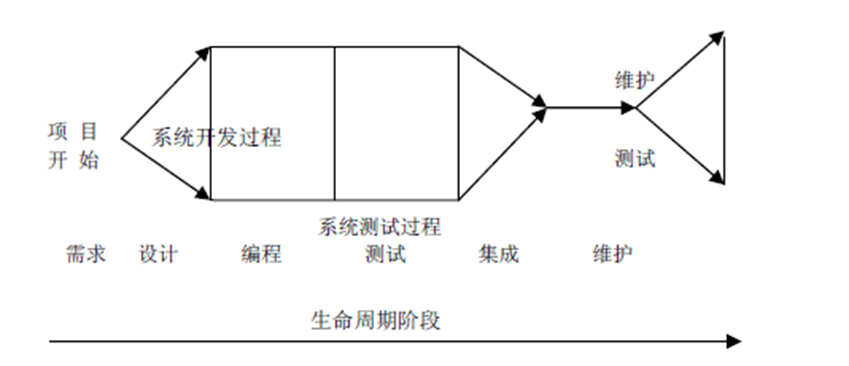 维护
项 目
开 始
系统开发过程
测试
系统测试过程
需求 设计 编程 测试 集成 维护
生命周期阶段